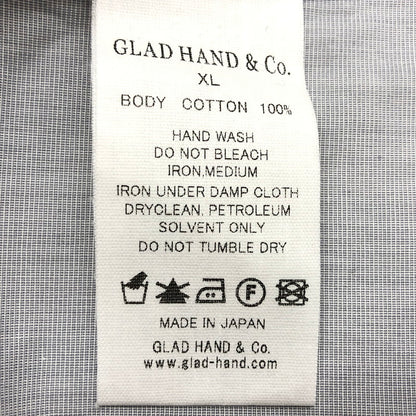 GLAD HAND & Co.
XL
BODY COTTON 100%
HAND WASH
DO NOT BLEACH
IRON,MEDIUM
IRON UNDER DAMP CLOTH
DRYCLEAN, PETROLEUM
SOLVENT ONLY
DO NOT TUMBLE DRY
F
MADE IN JAPAN
GLAD HAND & Co.
www.glad-hand.com